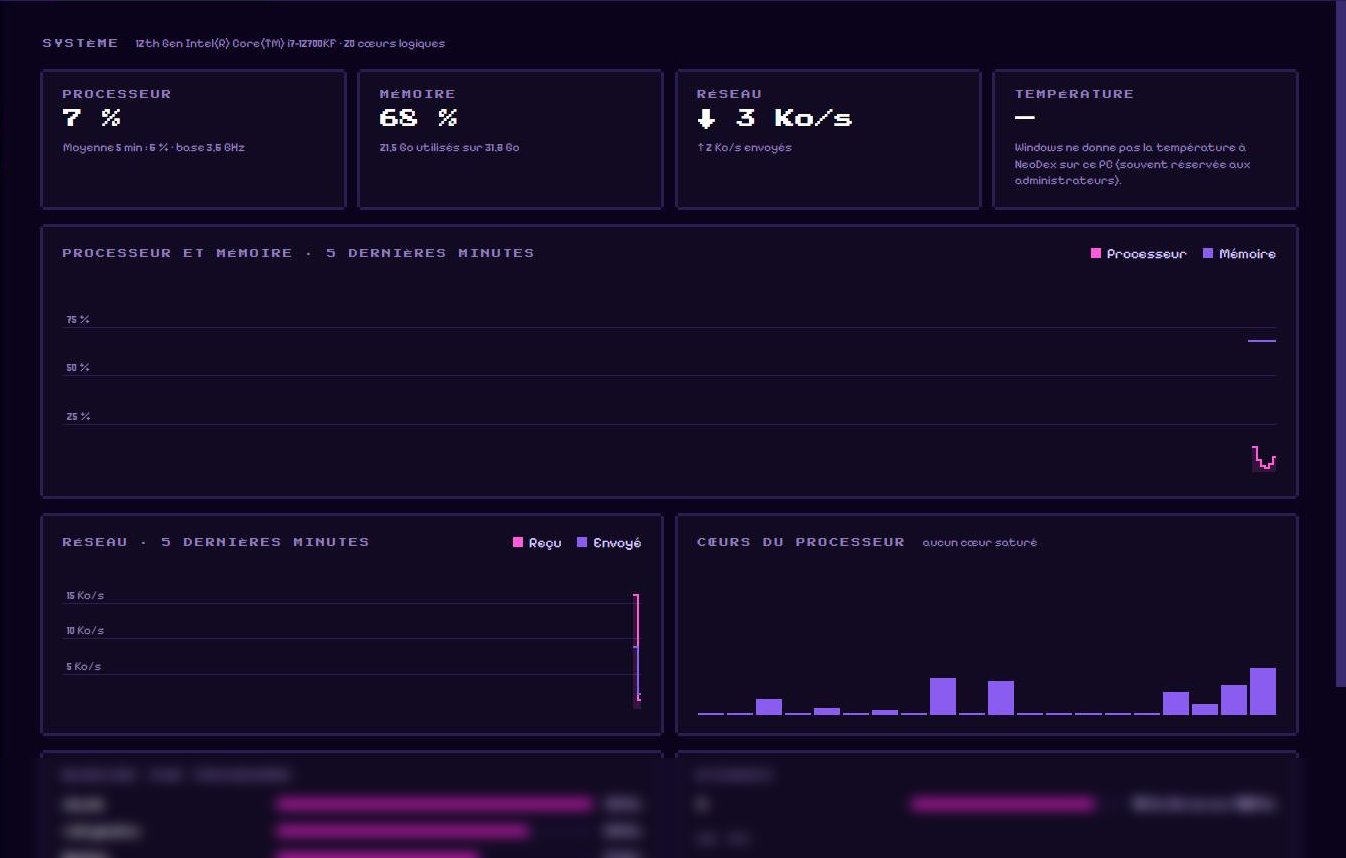 SYSTÈME 12th Gen Intel(R) Core(TM) i7-12700KF · 20 cœurs logiques
PROCESSEUR
7 %
Moyenne 5 min : 6 % · base 3,6 GHz
MÉMOIRE
68 %
21,5 Go utilisés sur 31,8 Go
RÉSEAU
↓ 3 Ko/s
↑ 2 Ko/s envoyés
TEMPÉRATURE
—
Windows ne donne pas la température à
NeoDex sur ce PC (souvent réservée aux
administrateurs).
PROCESSEUR ET MÉMOIRE · 5 DERNIÈRES MINUTES
Processeur Mémoire
75 %
50 %
25 %
RÉSEAU · 5 DERNIÈRES MINUTES
Reçu Envoyé
15 Ko/s
10 Ko/s
5 Ko/s
CŒURS DU PROCESSEUR aucun cœur saturé